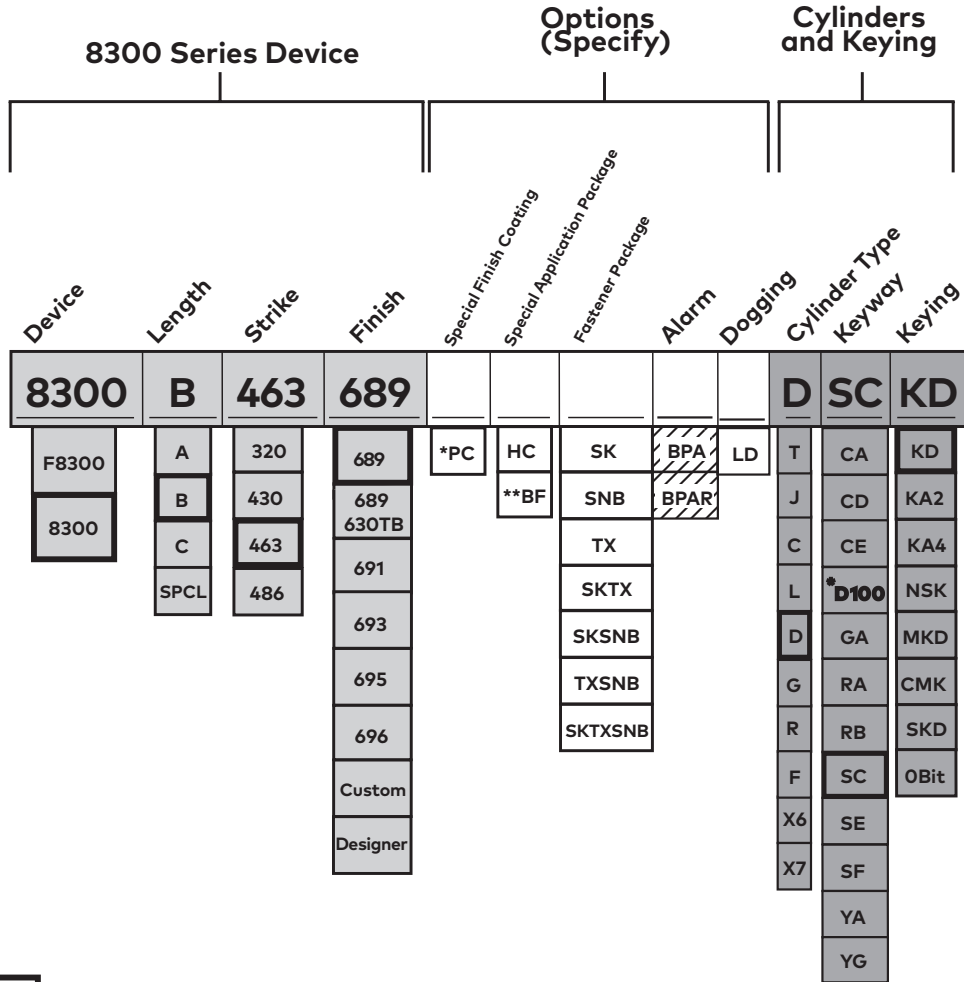 8300 Series Device
Options
(Specify)
Cylinders
and Keying
Device
Length
Strike
Finish
Special Finish Coating
Special Application Package
Fastener Package
Alarm
Dogging
Cylinder Type
Keyway
Keying
8300 B 463 689 D SC KD
F8300
8300
A
B
C
SPCL
320
430
463
486
689
689
630TB
691
693
695
696
Custom
Designer
*PC
HC
**BF
SK
SNB
TX
SKTX
SKSNB
TXSNB
SKTXSNB
BPA
BPAR
LD
T
J
C
L
D
G
R
F
X6
X7
CA
CD
CE
*D100
GA
RA
RB
SC
SE
SF
YA
YG
KD
KA2
KA4
NSK
MKD
CMK
SKD
0Bit